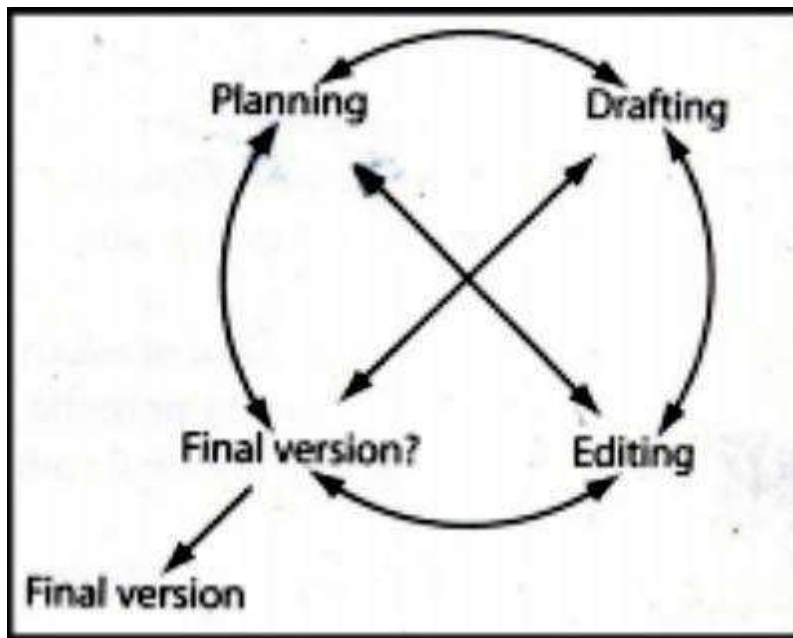 Planning
Drafting
Final version?
Editing
Final version